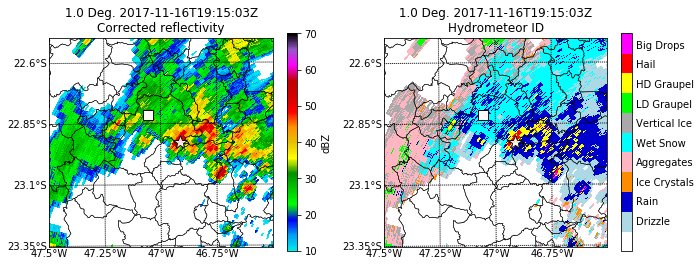 1.0 Deg. 2017-11-16T19:15:03Z
Corrected reflectivity
22.6°S
22.85°S
23.1°S
23.35°S
47.5°W
47.25°W
47°W
46.75°W
70
60
50
40
30
20
10
dBZ
1.0 Deg. 2017-11-16T19:15:03Z
Hydrometeor ID
22.6°S
22.85°S
23.1°S
23.35°S
47.5°W
47.25°W
47°W
46.75°W
Big Drops
Hail
HD Graupel
LD Graupel
Vertical Ice
Wet Snow
Aggregates
Ice Crystals
Rain
Drizzle